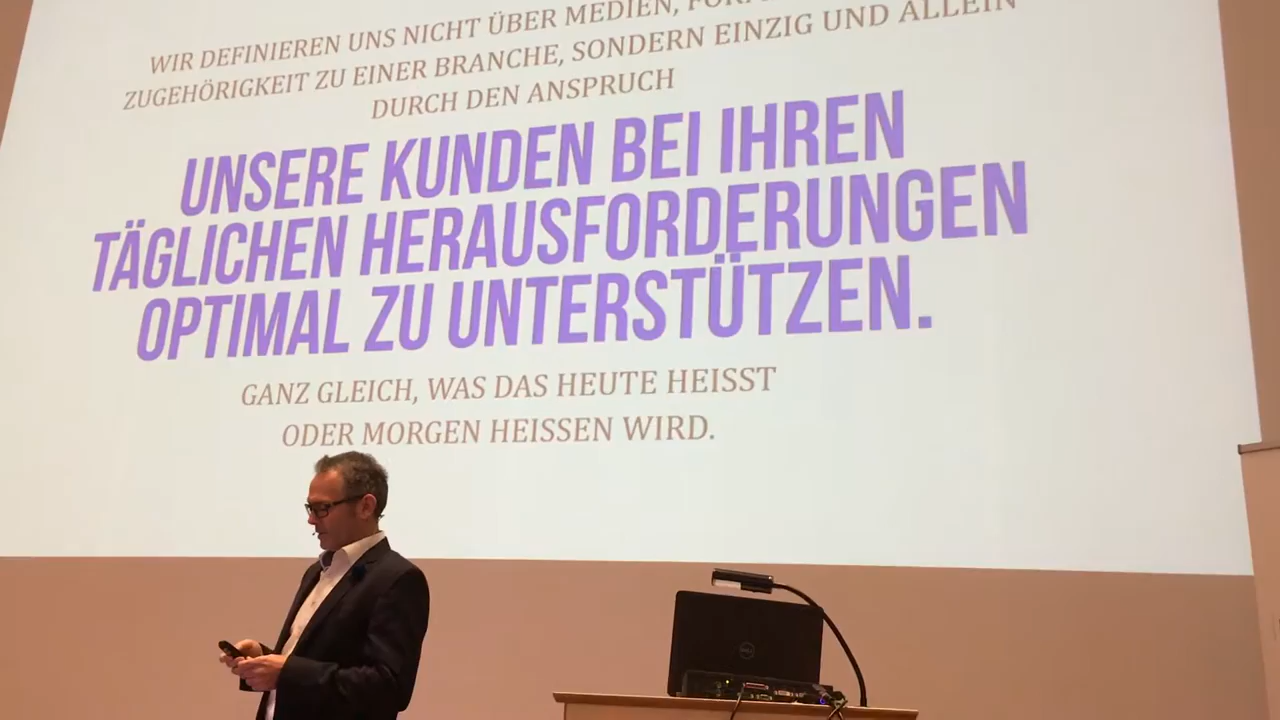 WIR DEFINIEREN UNS NICHT ÜBER MEDIEN,
ZUGEHÖRIGKEIT ZU EINER BRANCHE, SONDERN EINZIG UND ALLEIN
DURCH DEN ANSPRUCH
UNSERE KUNDEN BEI IHREN
TÄGLICHEN HERAUSFORDERUNGEN
OPTIMAL ZU UNTERSTÜTZEN.
GANZ GLEICH, WAS DAS HEUTE HEISST
ODER MORGEN HEISSEN WIRD.
DELL